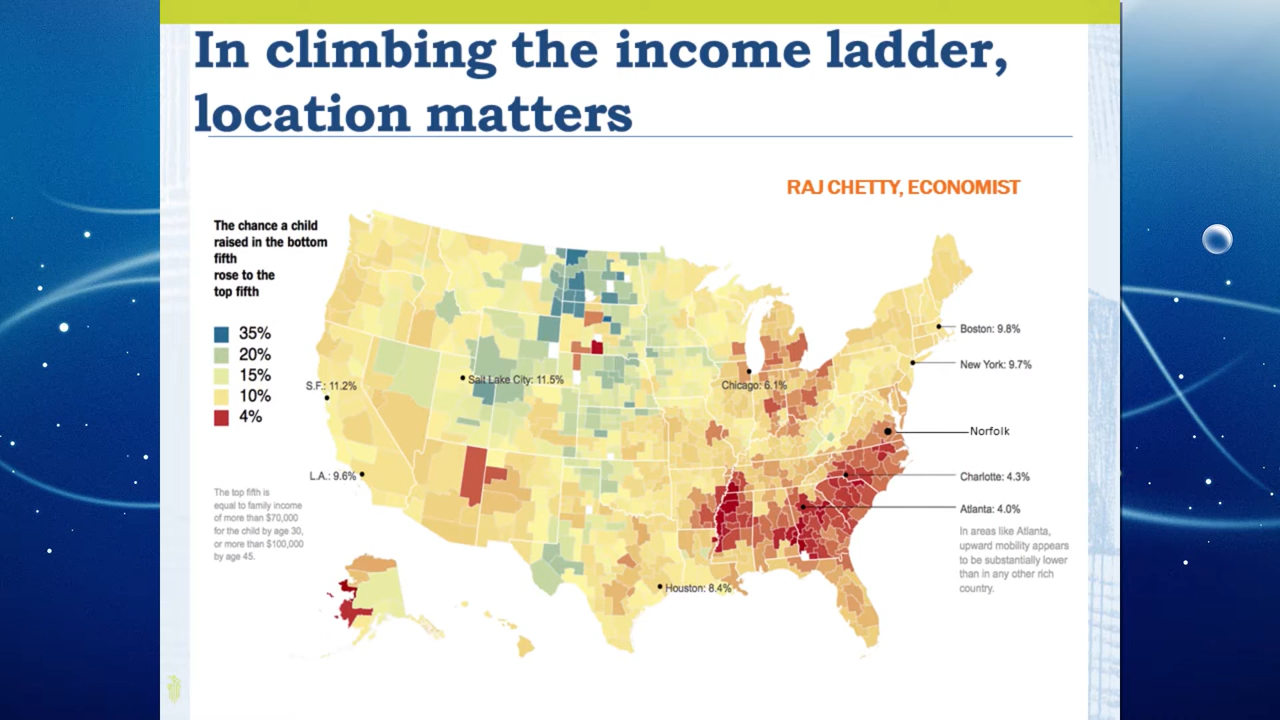 In climbing the income ladder,
location matters
RAJ CHETTY, ECONOMIST
The chance a child
raised in the bottom
fifth
rose to the
top fifth
35%
20%
15%
10%
4%
S.F.: 11.2%
Salt Lake City: 11.5%
Chicago: 6.1%
Boston: 9.8%
New York: 9.7%
Norfolk
L.A.: 9.6%
Charlotte: 4.3%
Atlanta: 4.0%
Houston: 8.4%
The top fifth is
equal to family income
of more than $70,000
for the child by age 30,
or more than $100,000
by age 45.
In areas like Atlanta,
upward mobility appears
to be substantially lower
than in any other rich
country.